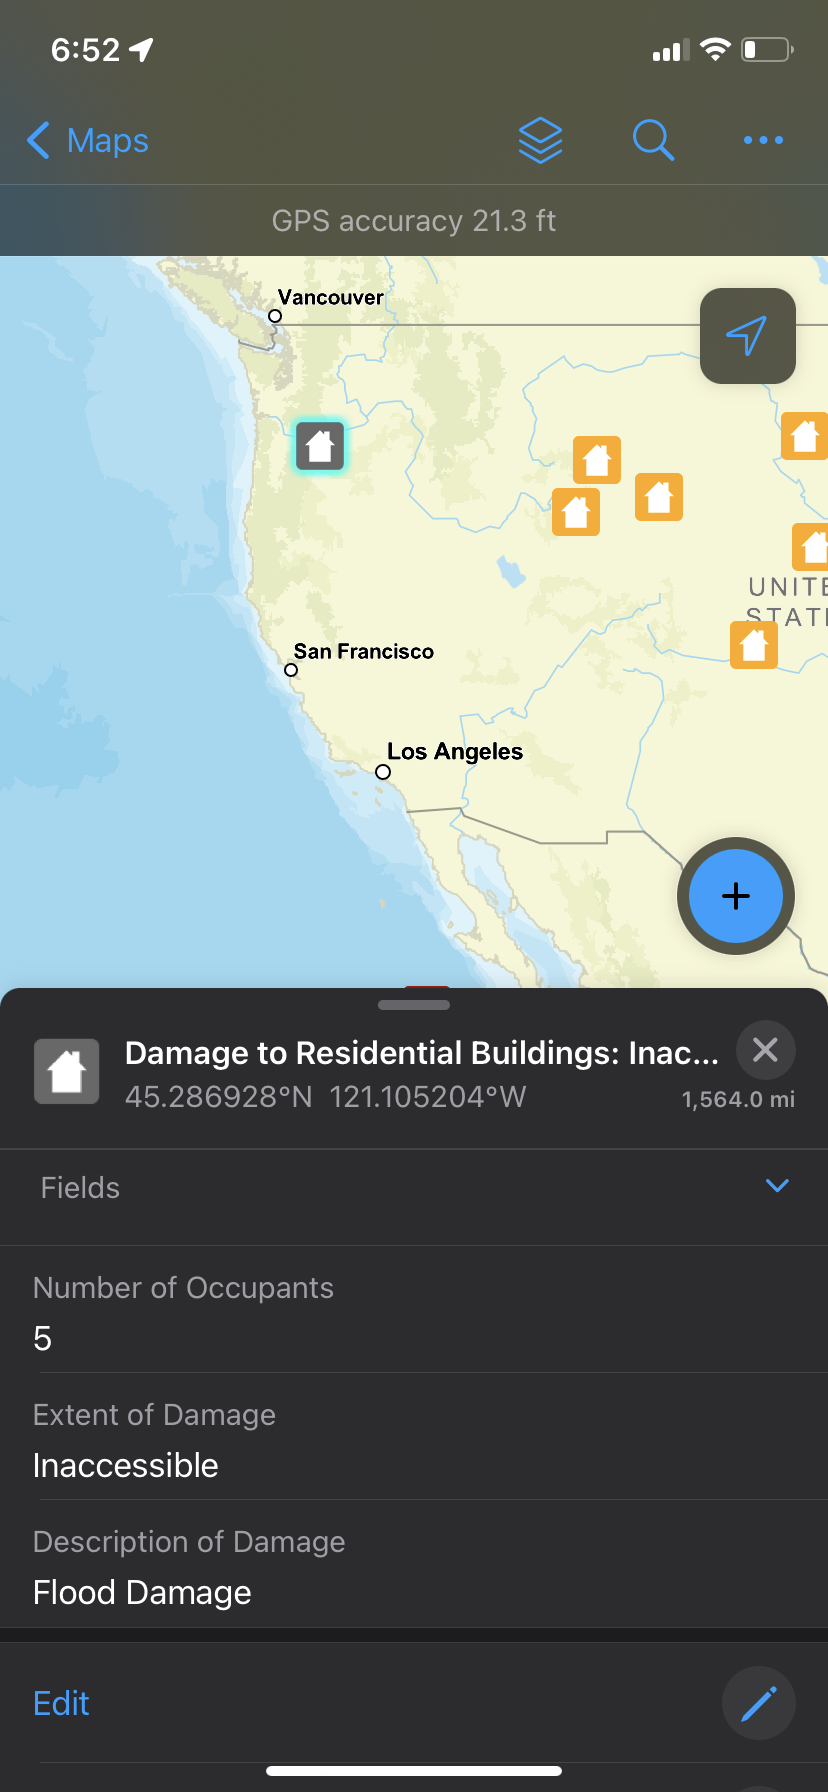 6:52
Maps
GPS accuracy 21.3 ft
Vancouver
UNITE
STATI
San Francisco
Los Angeles
Damage to Residential Buildings: Inac...
45.286928°N 121.105204°W
1,564.0 mi
Fields
Number of Occupants
5
Extent of Damage
Inaccessible
Description of Damage
Flood Damage
Edit